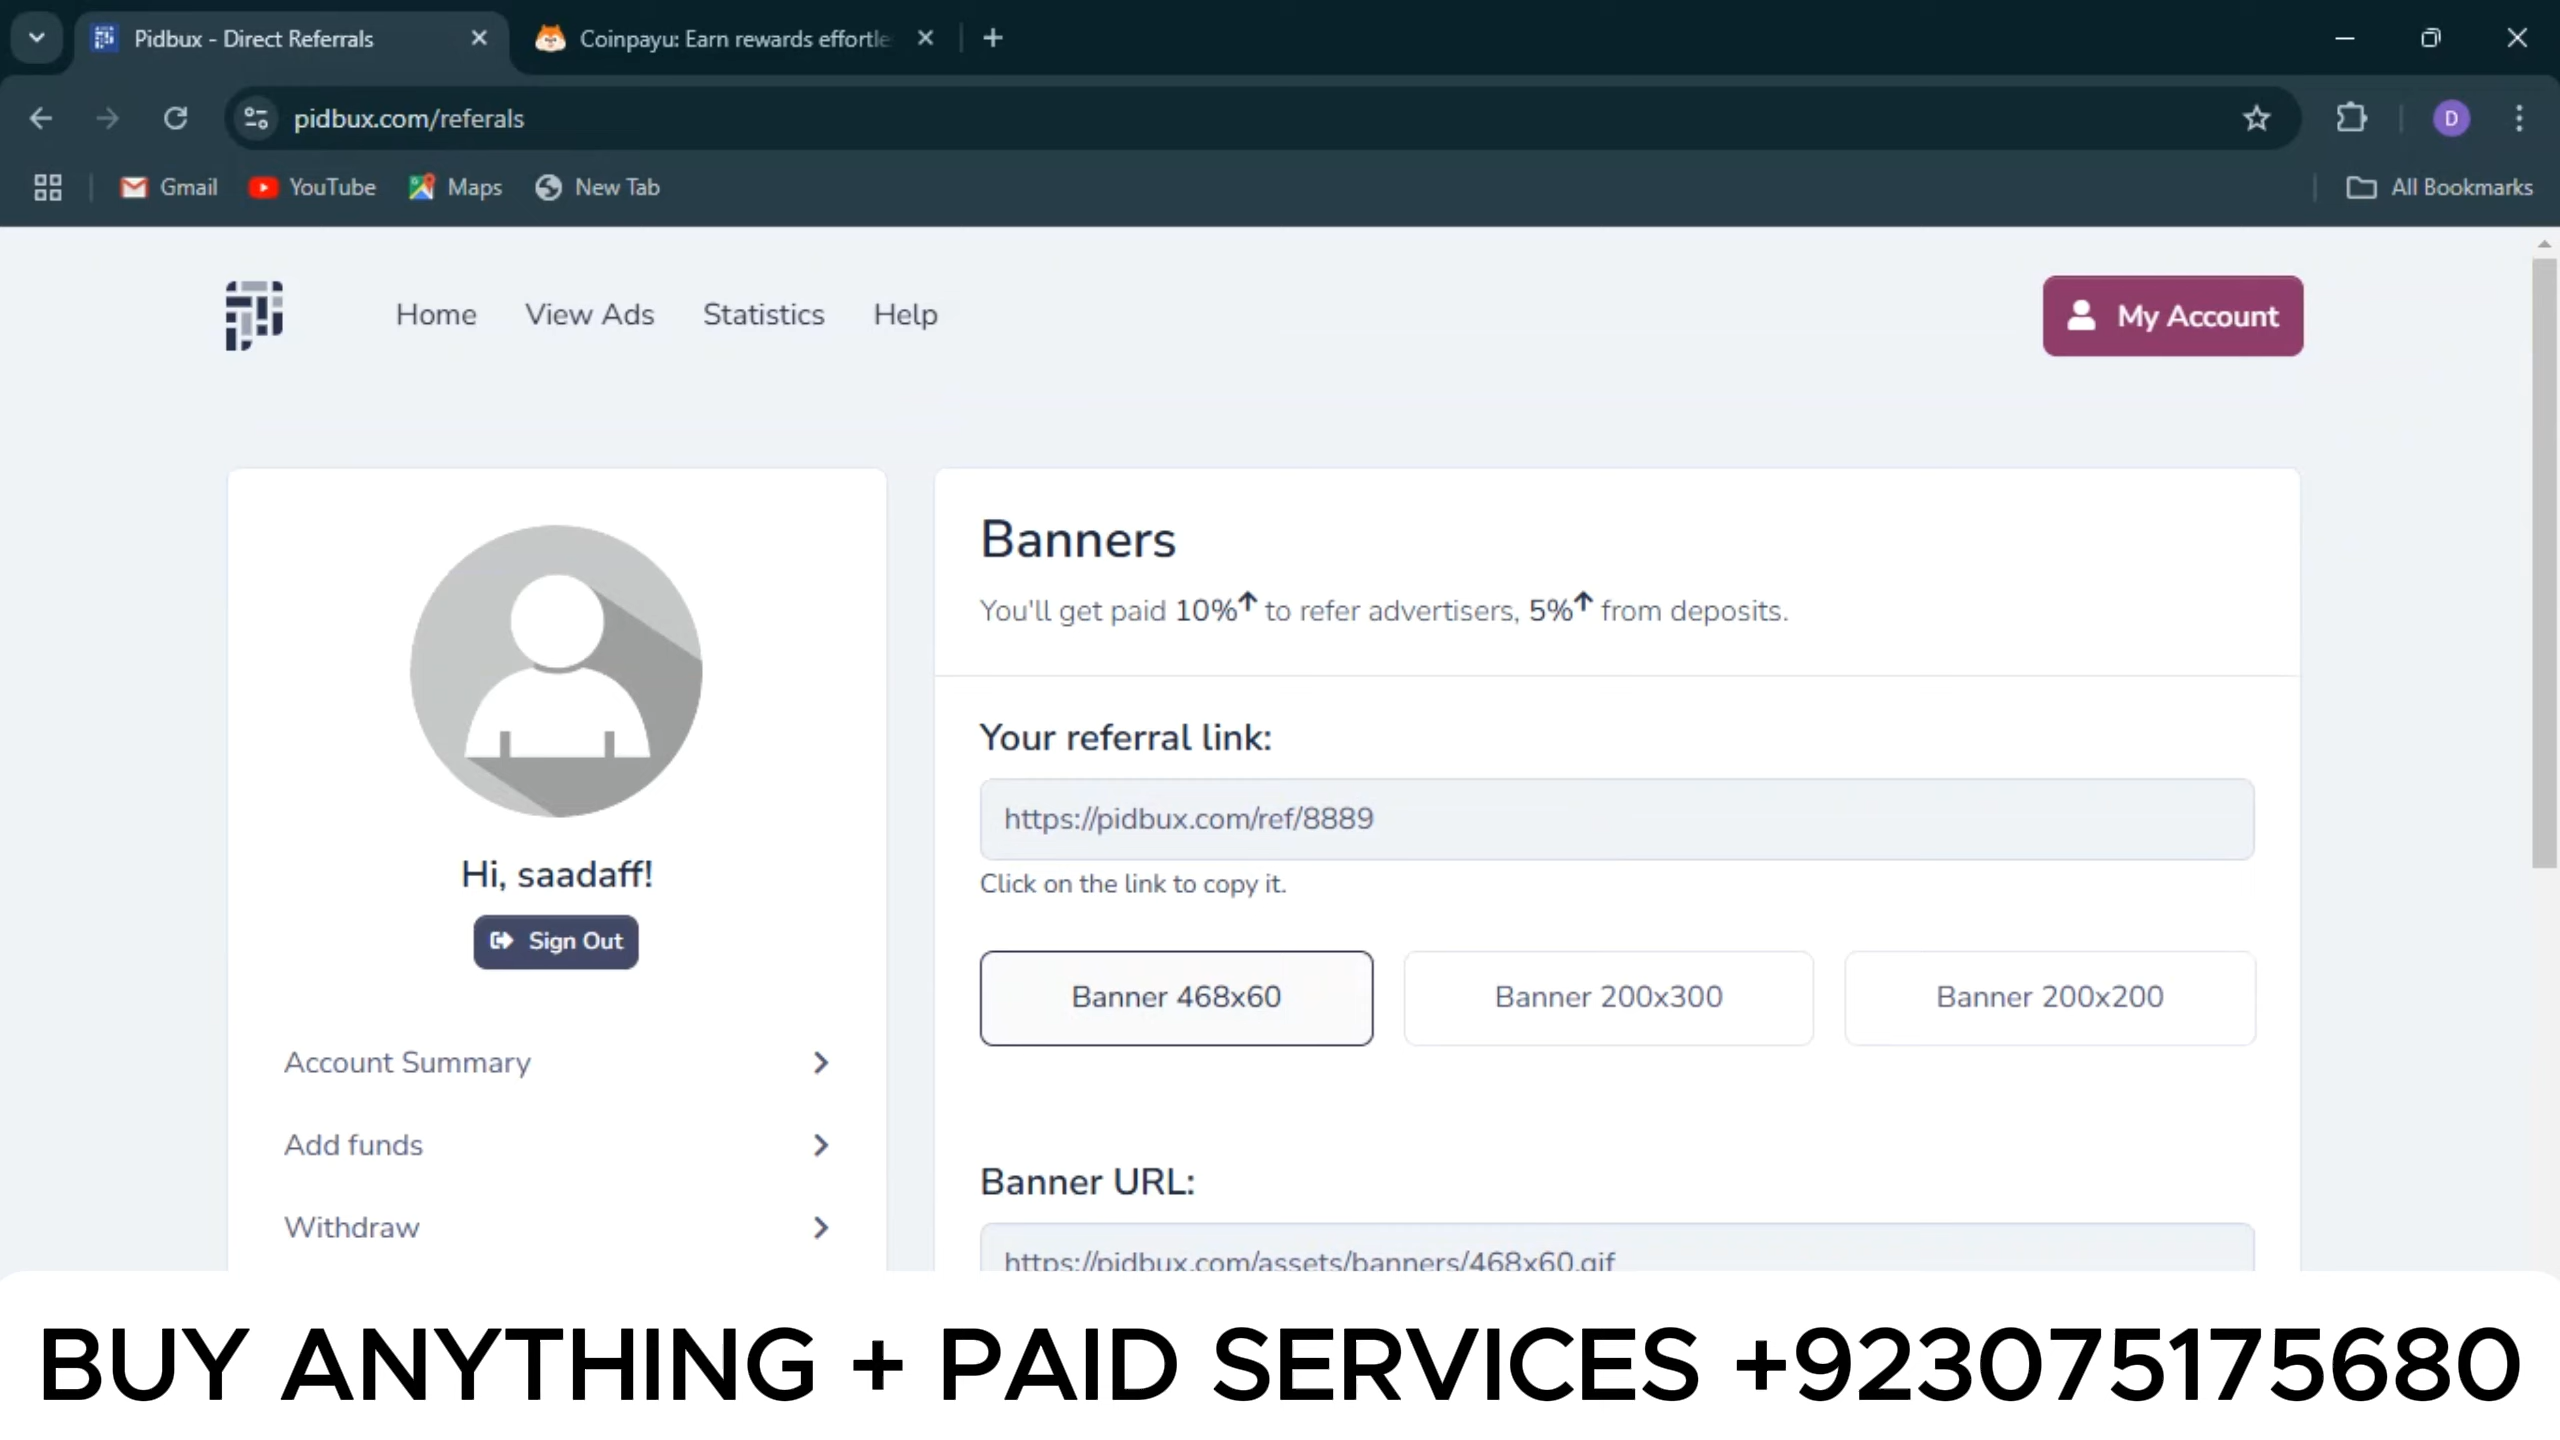 Pidbux - Direct Referrals
Coinpayu: Earn rewards effortle
pidbux.com/referals
Gmail
YouTube
Maps
New Tab
All Bookmarks
D
Home
View Ads
Statistics
Help
My Account
Hi, saadaff!
Sign Out
Account Summary
Add funds
Withdraw
Banners
You'll get paid 10%↑ to refer advertisers, 5%↑ from deposits.
Your referral link:
https://pidbux.com/ref/8889
Click on the link to copy it.
Banner 468x60
Banner 200x300
Banner 200x200
Banner URL:
https://pidbux.com/assets/banners/468x60.gif
BUY ANYTHING + PAID SERVICES +923075175680